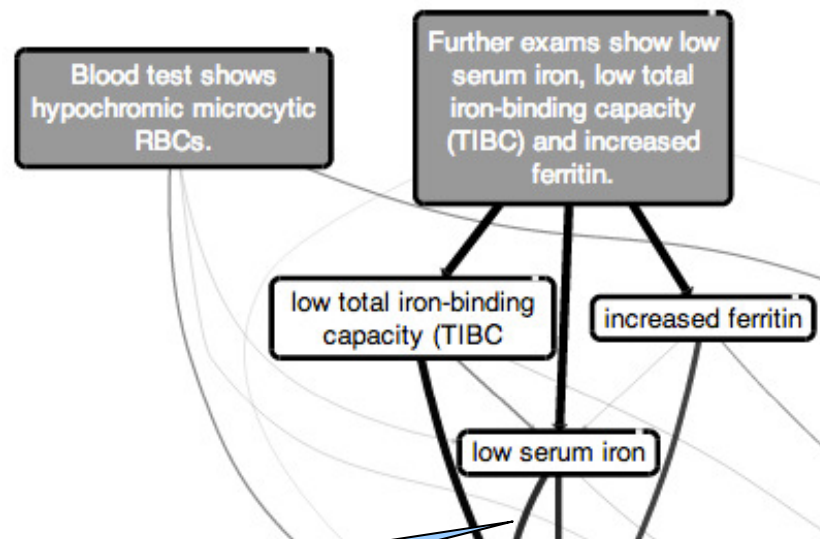 Blood test shows
hypochromic microcytic
RBCs.
Further exams show low
serum iron, low total
iron-binding capacity
(TIBC) and increased
ferritin.
low total iron-binding
capacity (TIBC
increased ferritin
low serum iron